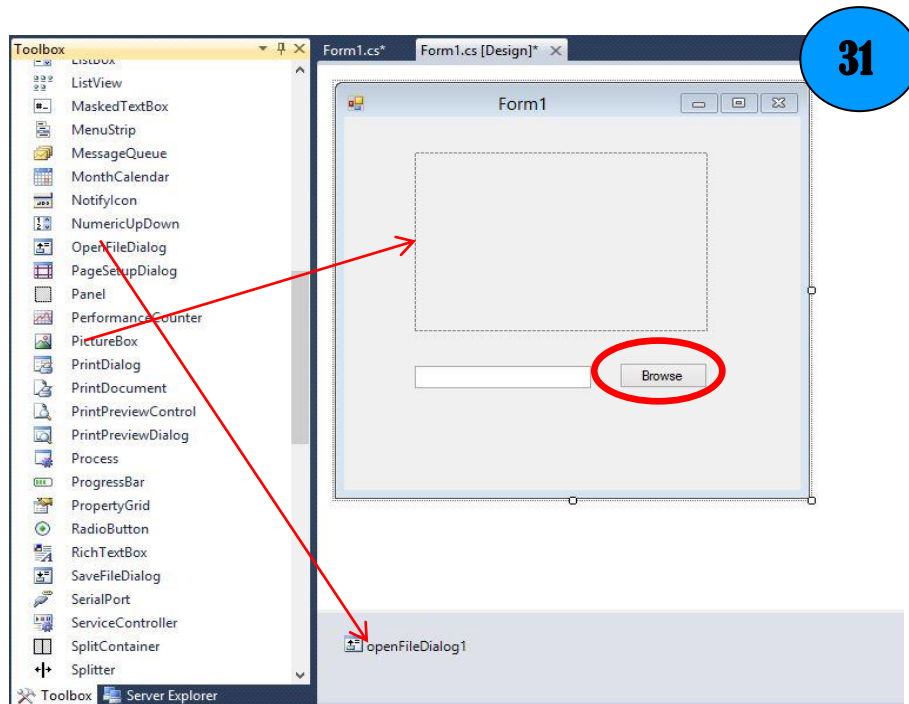 Toolbox
ListBox
ListView
MaskedTextBox
MenuStrip
MessageQueue
MonthCalendar
NotifyIcon
NumericUpDown
OpenFileDialog
PageSetupDialog
Panel
PerformanceCounter
PictureBox
PrintDialog
PrintDocument
PrintPreviewControl
PrintPreviewDialog
Process
ProgressBar
PropertyGrid
RadioButton
RichTextBox
SaveFileDialog
SerialPort
ServiceController
SplitContainer
Splitter
Toolbox Server Explorer
Form1.cs* Form1.cs [Design]*
31
Form1
Browse
openFileDialog1